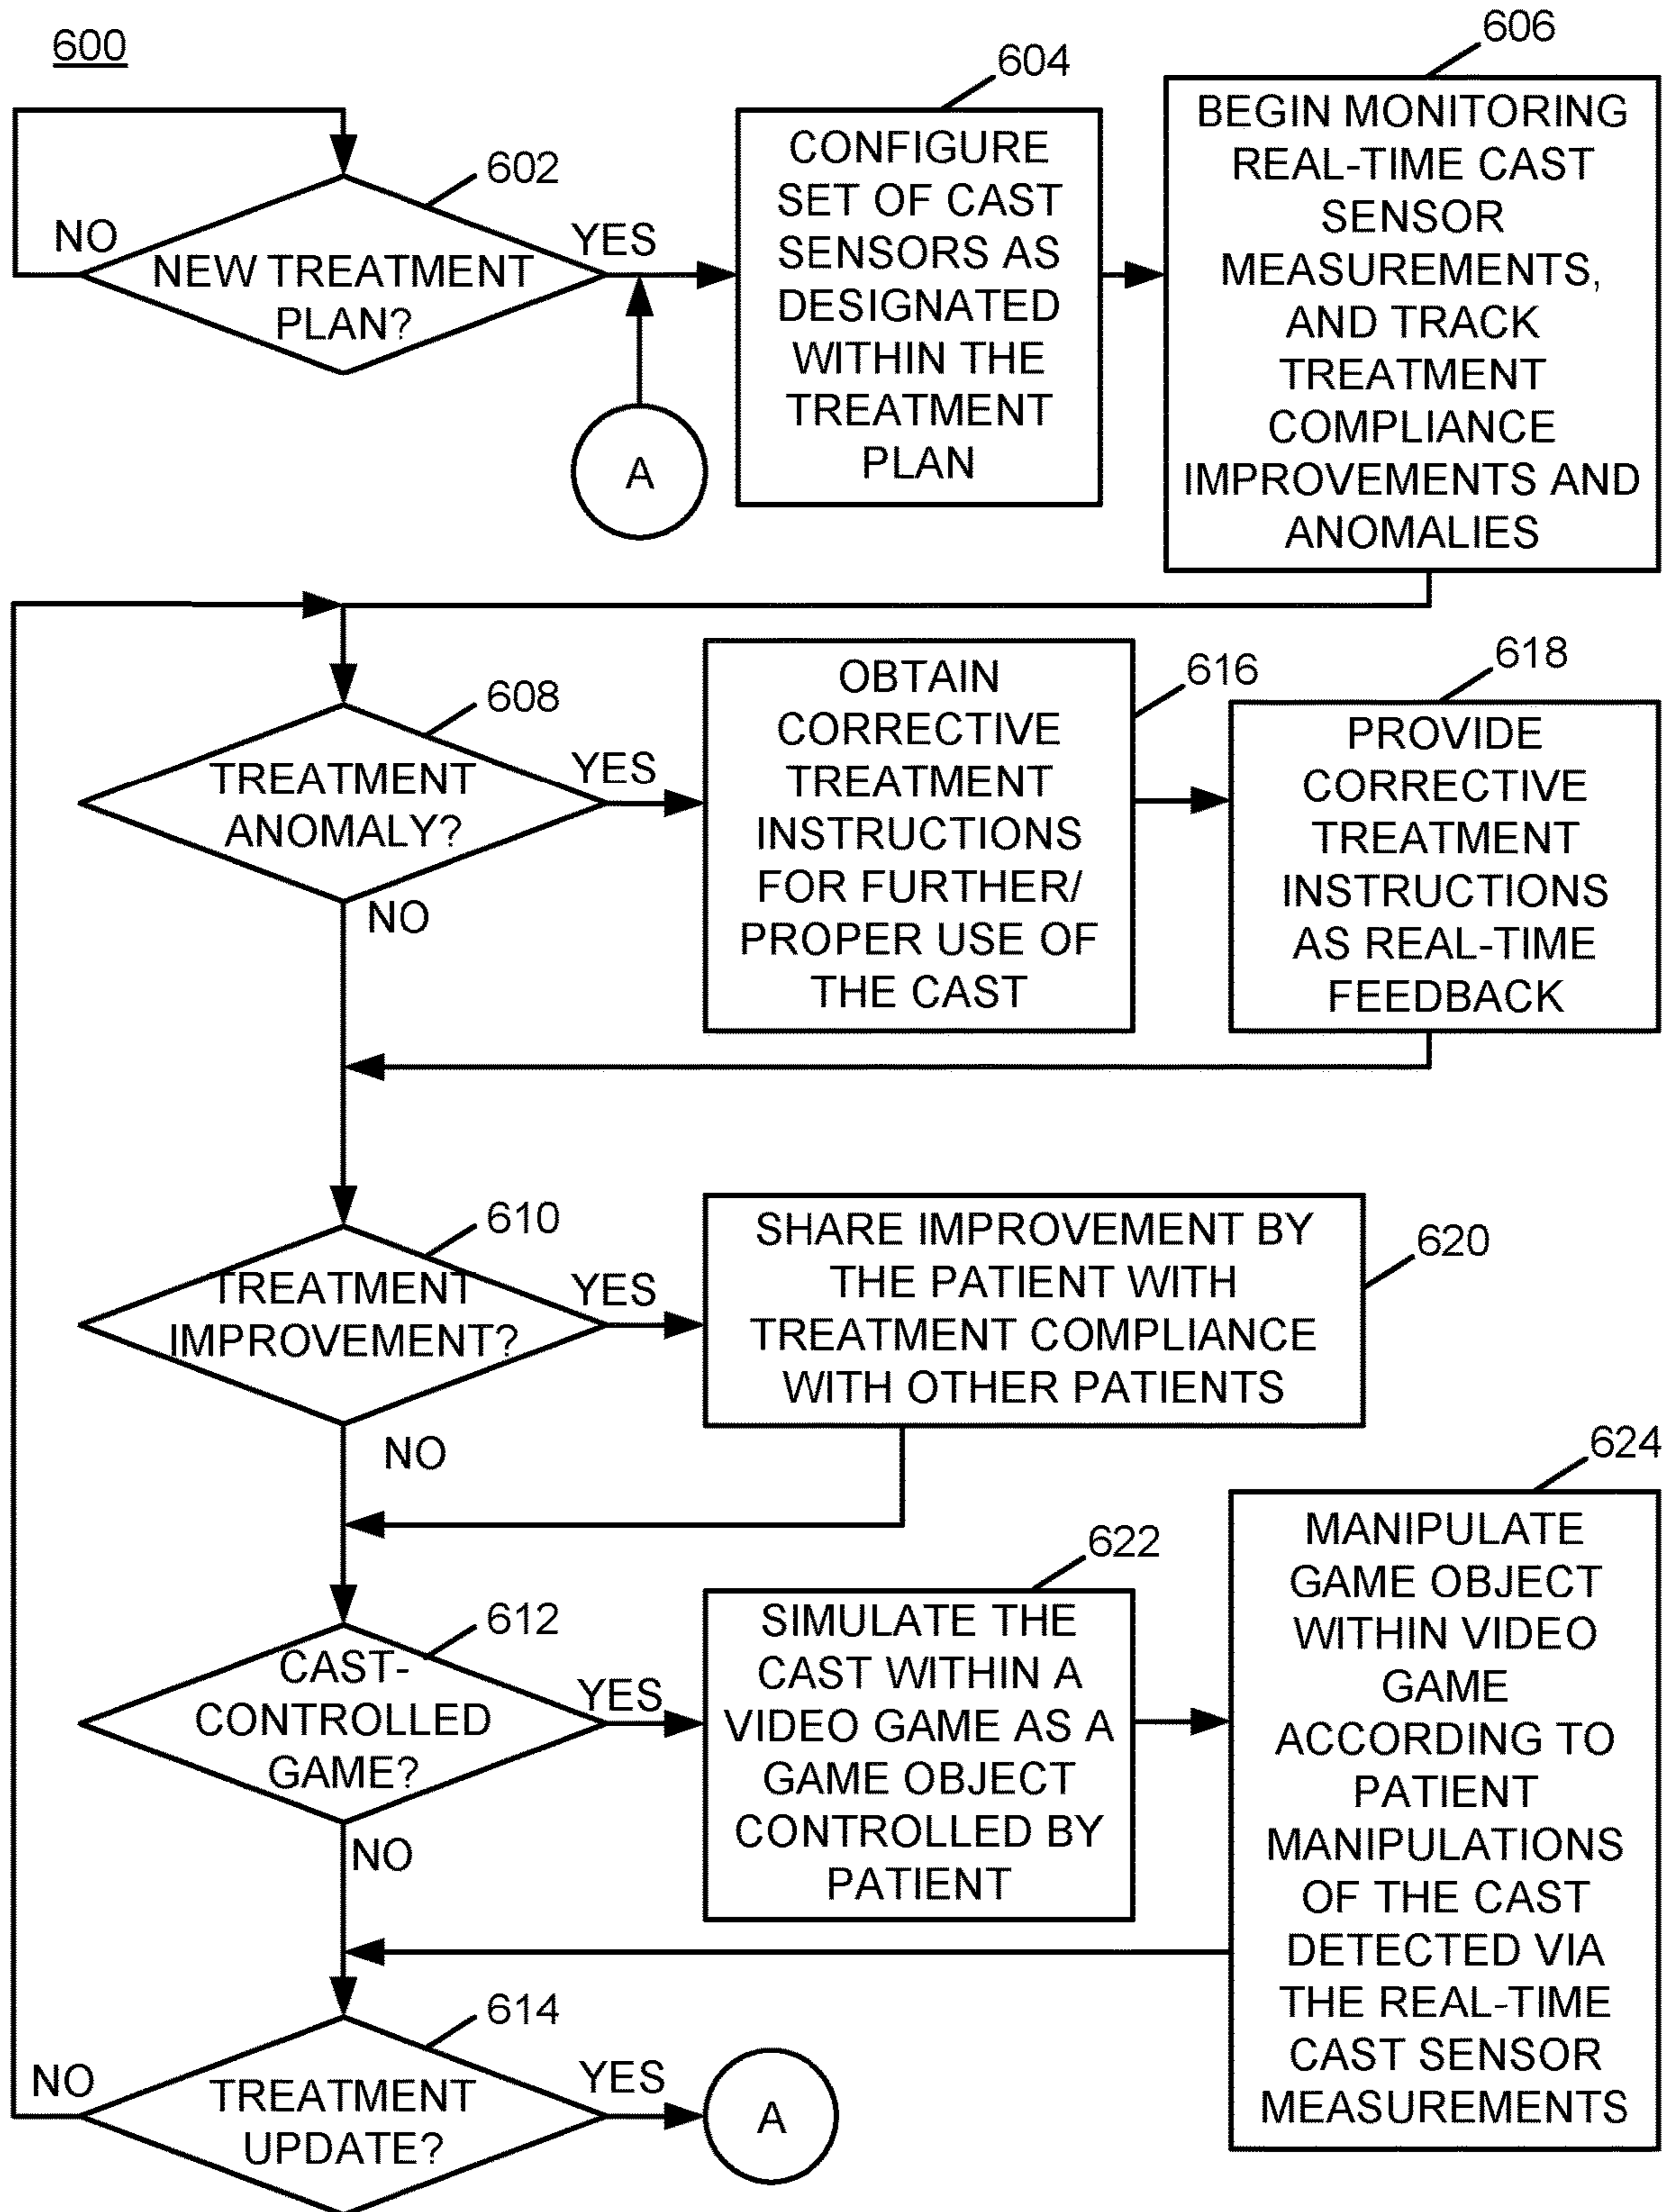 600
602
NO
YES
NEW TREATMENT
PLAN?
A
604
CONFIGURE
SET OF CAST
SENSORS AS
DESIGNATED
WITHIN THE
TREATMENT
PLAN
606
BEGIN MONITORING
REAL-TIME CAST
SENSOR
MEASUREMENTS,
AND TRACK
TREATMENT
COMPLIANCE
IMPROVEMENTS AND
ANOMALIES
608
TREATMENT
ANOMALY?
YES
NO
616
OBTAIN
CORRECTIVE
TREATMENT
INSTRUCTIONS
FOR FURTHER/
PROPER USE OF
THE CAST
618
PROVIDE
CORRECTIVE
TREATMENT
INSTRUCTIONS
AS REAL-TIME
FEEDBACK
610
TREATMENT
IMPROVEMENT?
YES
NO
620
SHARE IMPROVEMENT BY
THE PATIENT WITH
TREATMENT COMPLIANCE
WITH OTHER PATIENTS
612
CAST-
CONTROLLED
GAME?
YES
NO
622
SIMULATE THE
CAST WITHIN A
VIDEO GAME AS A
GAME OBJECT
CONTROLLED BY
PATIENT
624
MANIPULATE
GAME OBJECT
WITHIN VIDEO
GAME
ACCORDING TO
PATIENT
MANIPULATIONS
OF THE CAST
DETECTED VIA
THE REAL-TIME
CAST SENSOR
MEASUREMENTS
614
NO
TREATMENT
UPDATE?
YES
A